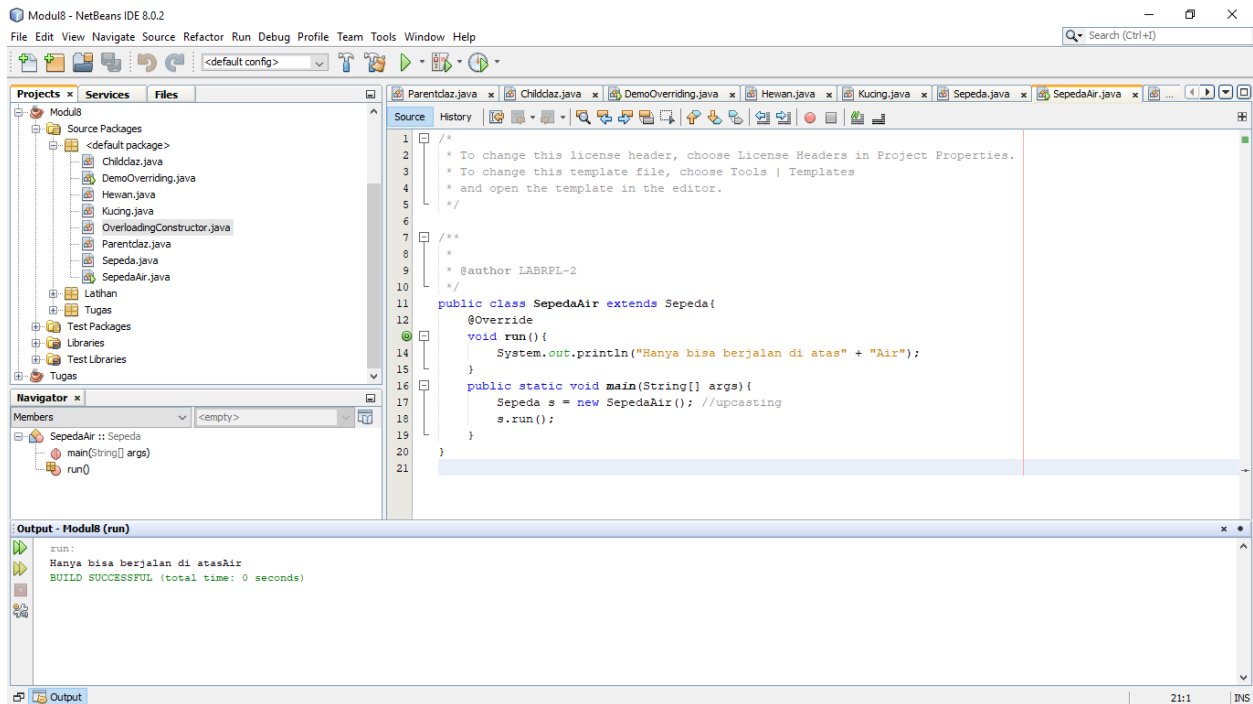 Modul8 - NetBeans IDE 8.0.2
File Edit View Navigate Source Refactor Run Debug Profile Team Tools Window Help
Search (Ctrl+I)
<default config>
Projects Services Files
Modul8
Source Packages
<default package>
Childclaz.java
DemoOverriding.java
Hewan.java
Kucing.java
OverloadingConstructor.java
Parentclaz.java
Sepeda.java
SepedaAir.java
Latihan
Tugas
Test Packages
Libraries
Test Libraries
Tugas
Navigator
Members <empty>
SepedaAir :: Sepeda
main(String[] args)
run()
Parentclaz.java Childclaz.java DemoOverriding.java Hewan.java Kucing.java Sepeda.java SepedaAir.java ...
Source History
1 /*
2 * To change this license header, choose License Headers in Project Properties.
3 * To change this template file, choose Tools | Templates
4 * and open the template in the editor.
5 */
6
7 /**
8 *
9 * @author LABRPL-2
10 */
11 public class SepedaAir extends Sepeda{
12 @Override
void run(){
14 System.out.println("Hanya bisa berjalan di atas" + "Air");
15 }
16 public static void main(String[] args){
17 Sepeda s = new SepedaAir(); //upcasting
18 s.run();
19 }
20 }
21
Output - Modul8 (run)
run:
Hanya bisa berjalan di atasAir
BUILD SUCCESSFUL (total time: 0 seconds)
Output
21:1 INS